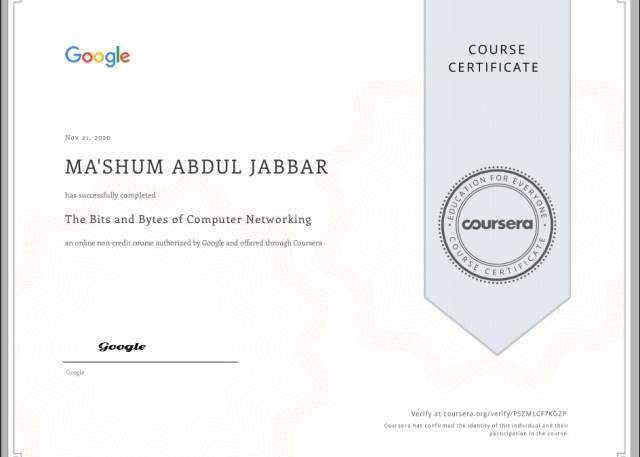 Google
COURSE
CERTIFICATE
Nov 21, 2020
MA'SHUM ABDUL JABBAR
has successfully completed
The Bits and Bytes of Computer Networking
an online non-credit course authorized by Google and offered through Coursera
EDUCATION FOR EVERYONE
coursera
COURSE CERTIFICATE
Google
Google
Verify at coursera.org/verify/PSZMLCF7KGZP
Coursera has confirmed the identity of this individual and their
participation in the course.